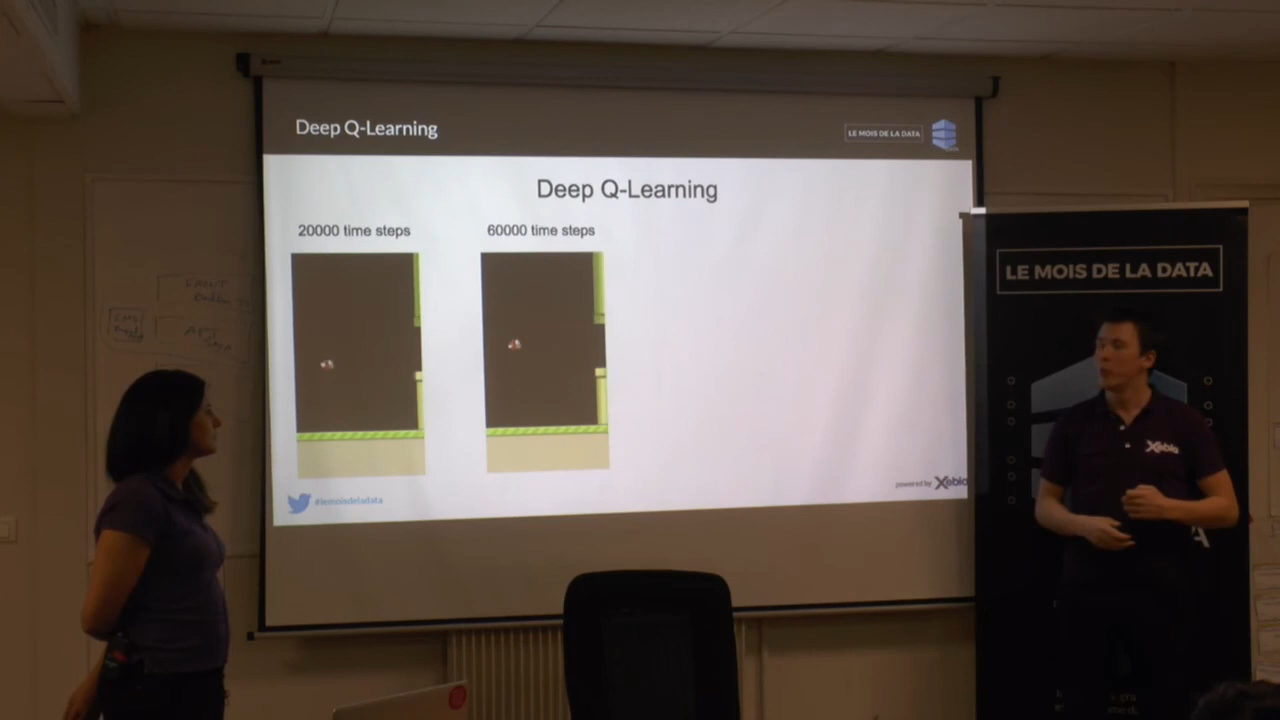 Deep Q-Learning
LE MOIS DE LA DATA
Deep Q-Learning
20000 time steps
60000 time steps
#lemoisdeladata
powered by Xebia
LE MOIS DE LA DATA
Xebia
API